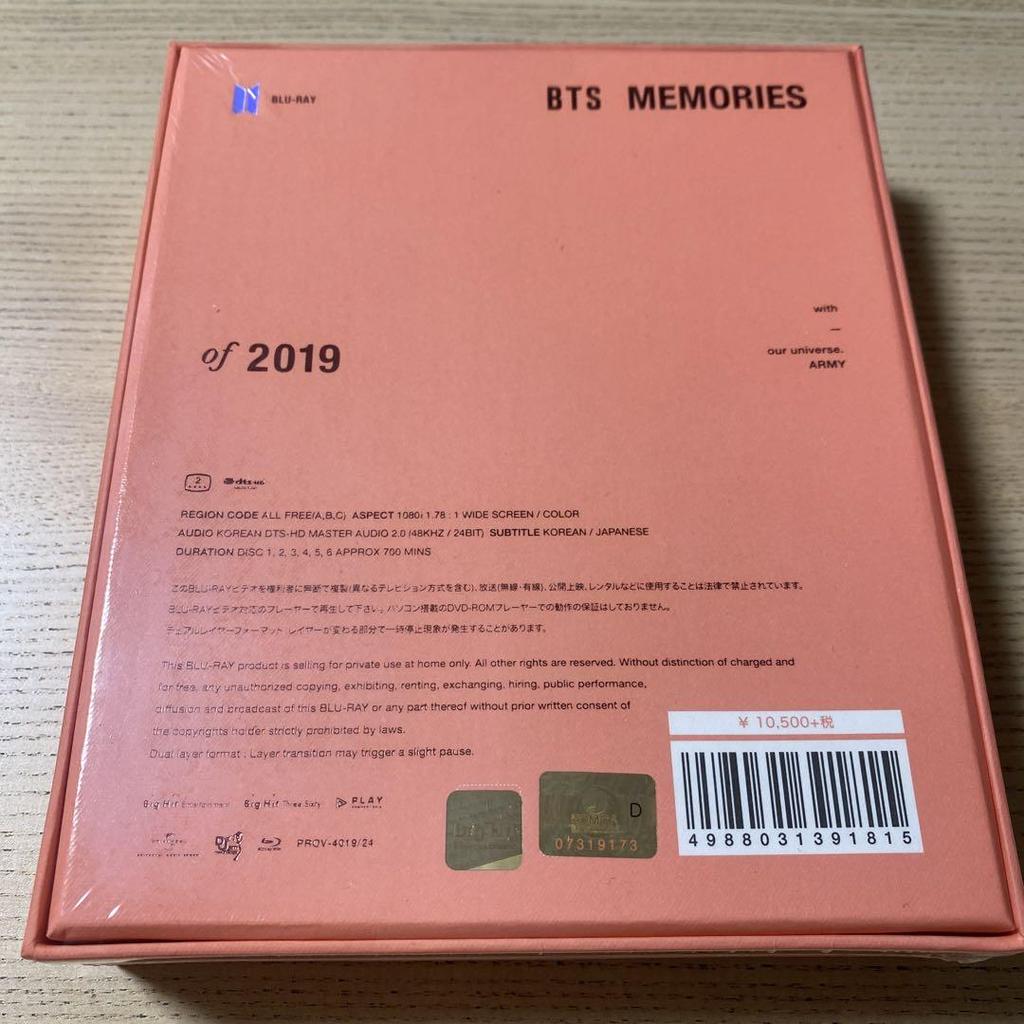 BLU-RAY
BTS MEMORIES
with
—
our universe.
ARMY
of 2019
2
dts-HD
REGION CODE ALL FREE(A,B,C) ASPECT 1080i 1.78 : 1 WIDE SCREEN / COLOR
AUDIO KOREAN DTS-HD MASTER AUDIO 2.0 (48KHZ / 24BIT) SUBTITLE KOREAN / JAPANESE
DURATION DISC 1, 2, 3, 4, 5, 6 APPROX 700 MINS
このBLU-RAYビデオを権利者に無断で複製(異なるテレビジョン方式を含む)、放送(無線・有線)、公開上映、レンタルなどに使用することは法律で禁止されています。
BLU-RAYビデオ対応のプレーヤーで再生して下さい。パソコン搭載のDVD-ROMプレーヤーでの動作の保証はしておりません。
デュアルレイヤーフォーマット レイヤーが変わる部分で一時停止現象が発生することがあります。
This BLU-RAY product is selling for private use at home only. All other rights are reserved. Without distinction of charged and
for free, any unauthorized copying, exhibiting, renting, exchanging, hiring, public performance,
diffusion and broadcast of this BLU-RAY or any part thereof without prior written consent of
the copyrights holder strictly prohibited by laws.
Dual layer format : Layer transition may trigger a slight pause.
¥ 10,500+税
4988031391815
Big Hit Entertainment Big Hit Three Sixty PLAY
PROV-4019/24
D
07319173